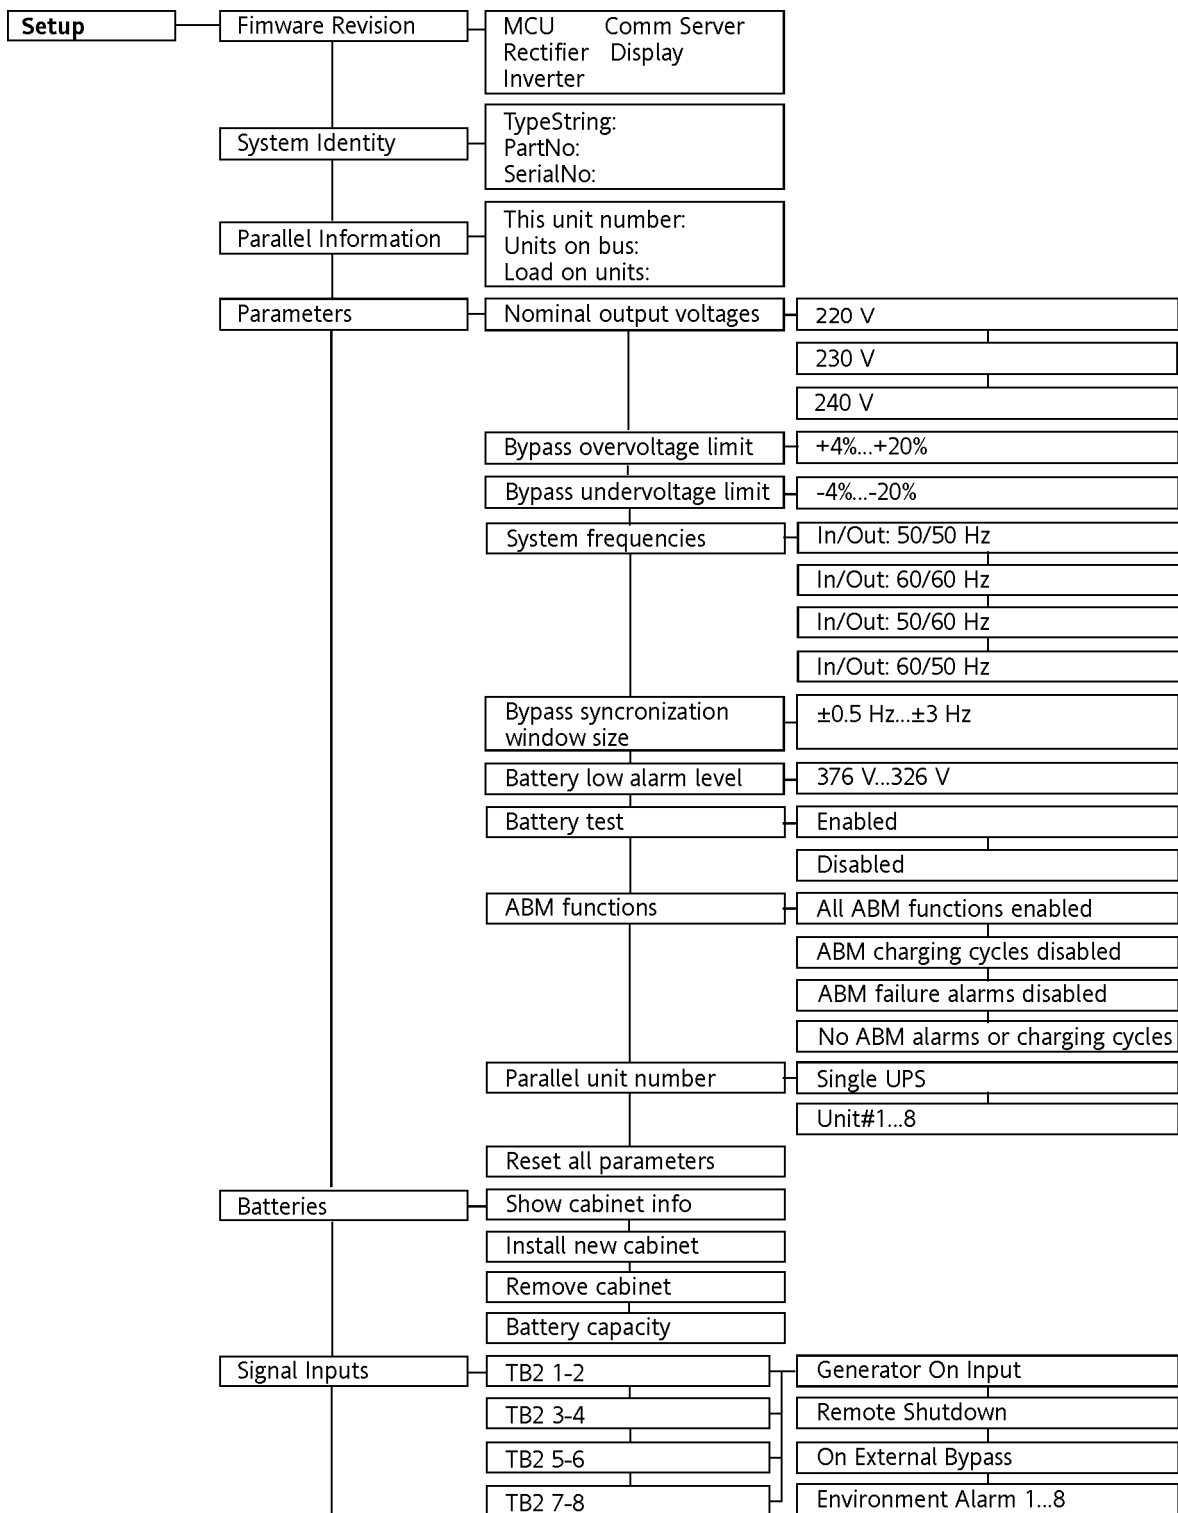 Setup
Fimware Revision
MCU Comm Server
Rectifier Display
Inverter
System Identity
TypeString:
PartNo:
SerialNo:
Parallel Information
This unit number:
Units on bus:
Load on units:
Parameters
Nominal output voltages
220 V
230 V
240 V
Bypass overvoltage limit
+4%...+20%
Bypass undervoltage limit
-4%...-20%
System frequencies
In/Out: 50/50 Hz
In/Out: 60/60 Hz
In/Out: 50/60 Hz
In/Out: 60/50 Hz
Bypass syncronization
window size
±0.5 Hz...±3 Hz
Battery low alarm level
376 V...326 V
Battery test
Enabled
Disabled
ABM functions
All ABM functions enabled
ABM charging cycles disabled
ABM failure alarms disabled
No ABM alarms or charging cycles
Parallel unit number
Single UPS
Unit#1...8
Reset all parameters
Batteries
Show cabinet info
Install new cabinet
Remove cabinet
Battery capacity
Signal Inputs
TB2 1-2
Generator On Input
TB2 3-4
Remote Shutdown
TB2 5-6
On External Bypass
TB2 7-8
Environment Alarm 1...8